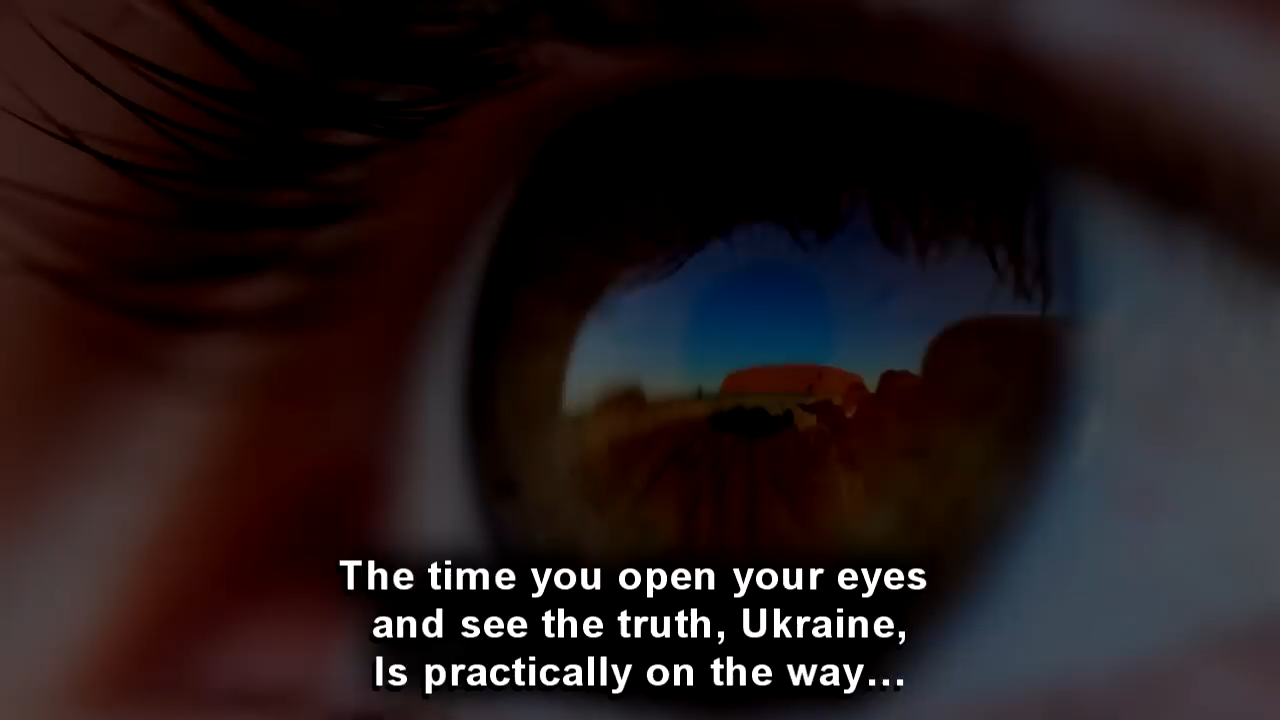 The time you open your eyes
and see the truth, Ukraine,
Is practically on the way...